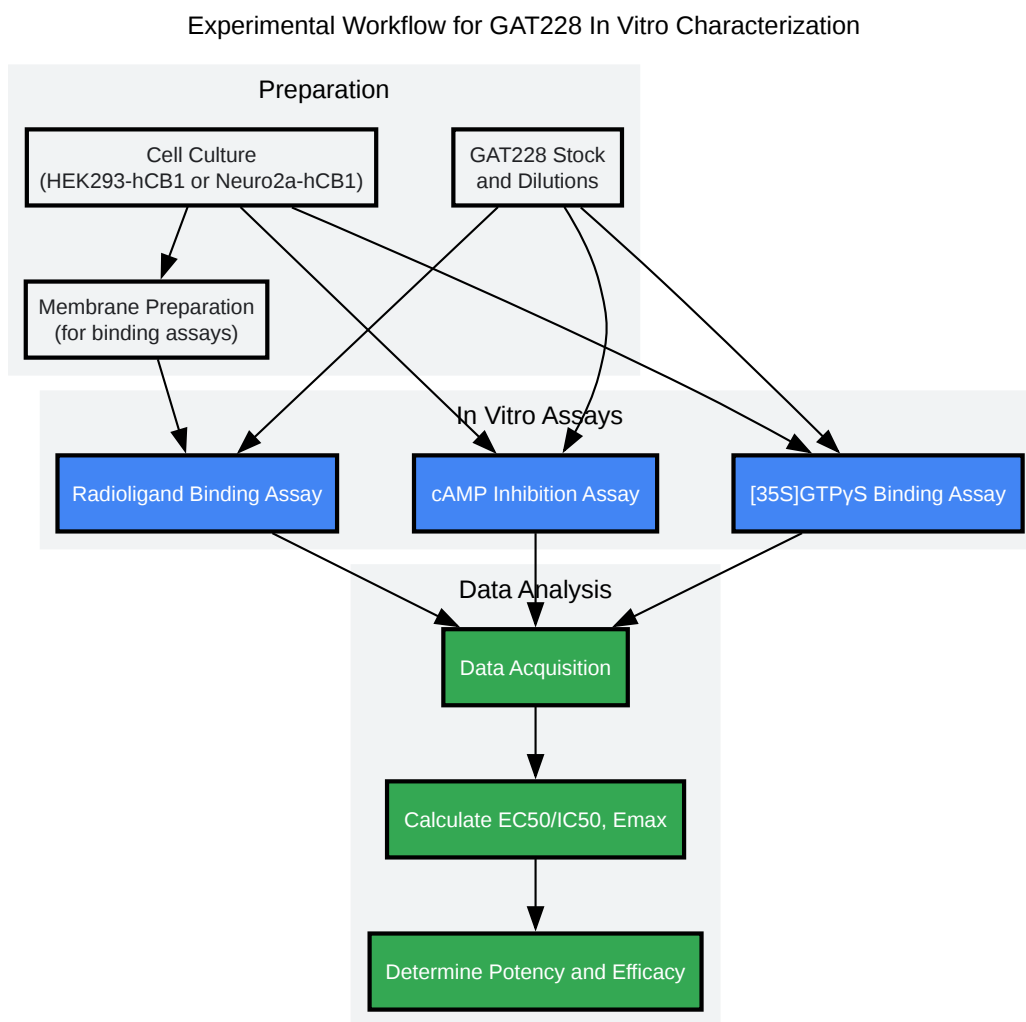 Experimental Workflow for GAT228 In Vitro Characterization
Preparation
Cell Culture
(HEK293-hCB1 or Neuro2a-hCB1)
GAT228 Stock
and Dilutions
Membrane Preparation
(for binding assays)
In Vitro Assays
Radioligand Binding Assay
cAMP Inhibition Assay
[35S]GTPγS Binding Assay
Data Analysis
Data Acquisition
Calculate EC50/IC50, Emax
Determine Potency and Efficacy